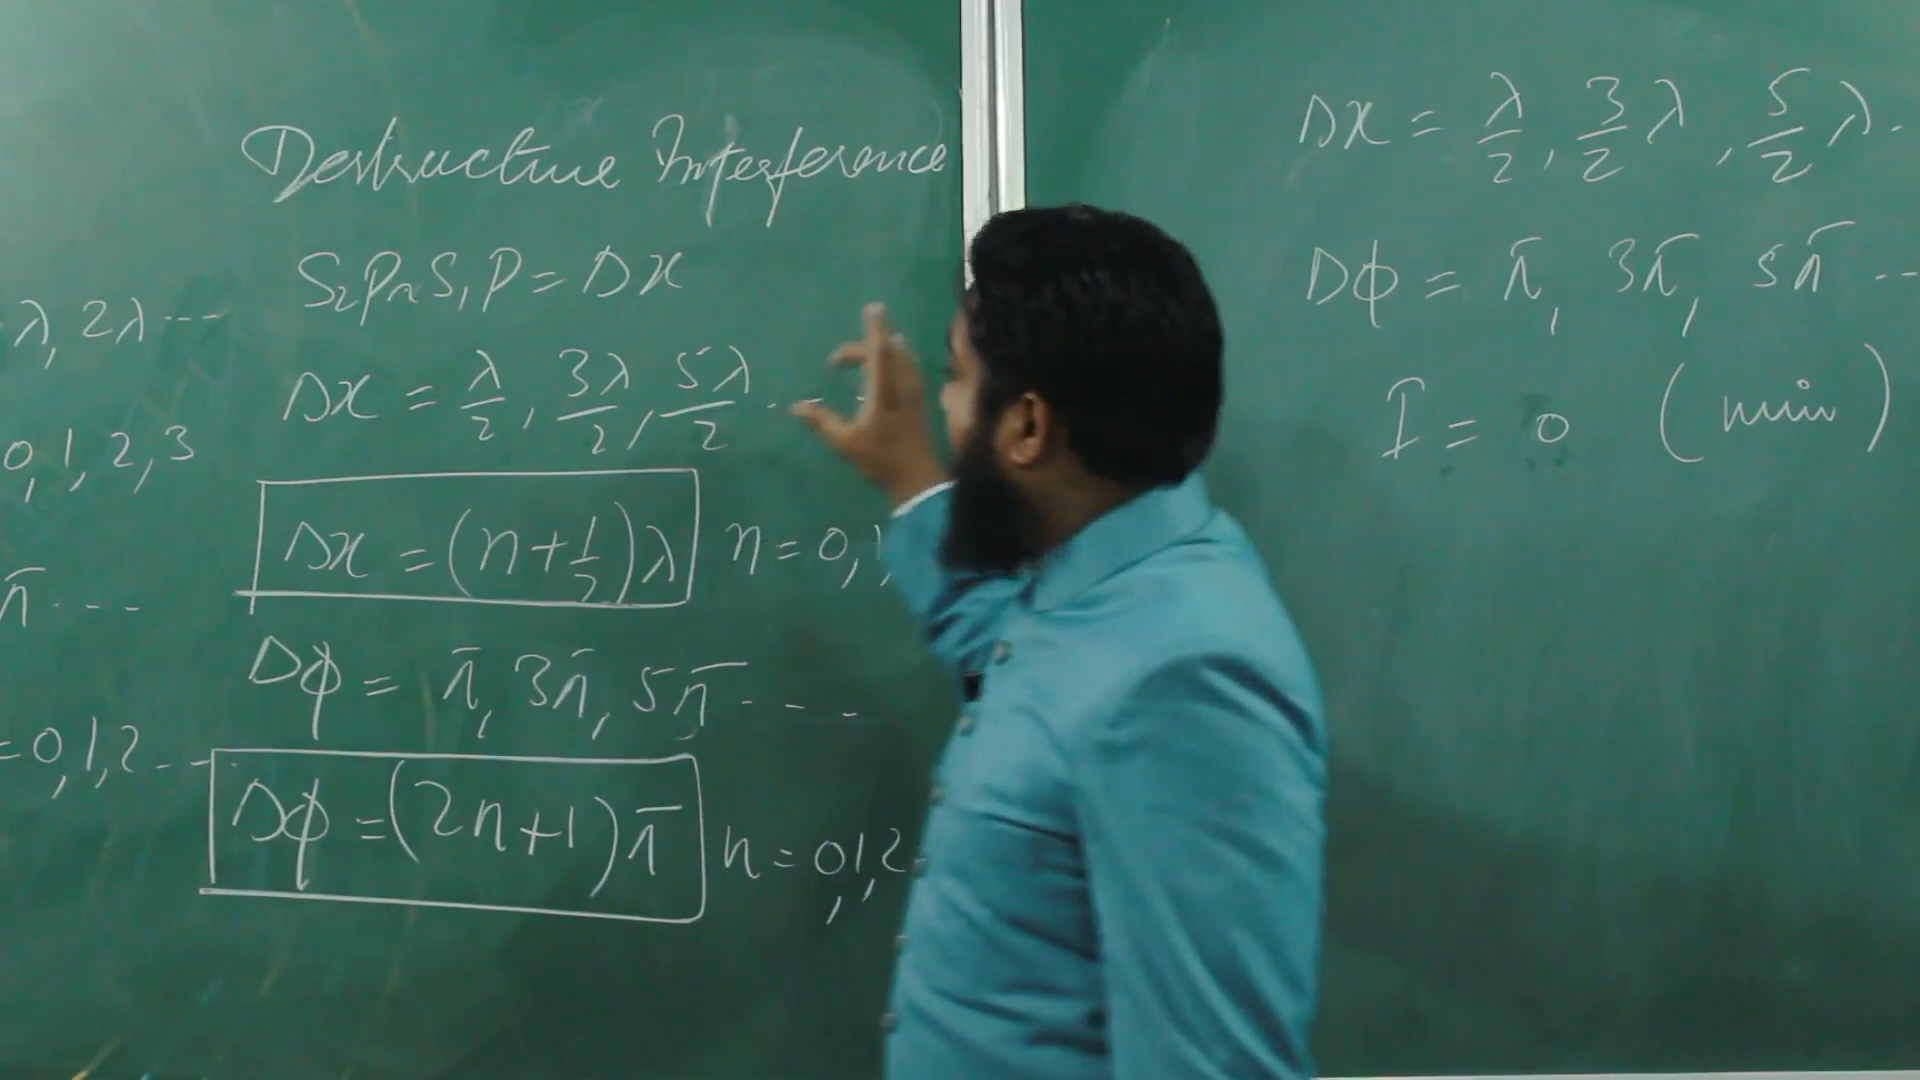 λ, 2λ ---
0, 1, 2, 3
π ---
= 0, 1, 2 - - -
Destructive Interference
S₂P ~ S₁P = Δx
Δx = λ/2, 3λ/2, 5λ/2 - - -
Δx = (n + 1/2)λ n = 0, 1,
Δφ = π, 3π, 5π - - -
Δφ = (2n+1)π n = 0, 1, 2 -
Δx = λ/2, 3/2 λ, 5/2 λ -
Δφ = π, 3π, 5π --
I = 0 (min)